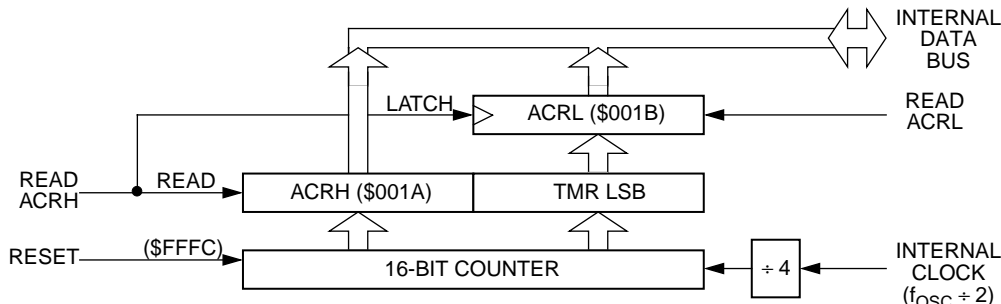 INTERNAL
DATA
BUS
LATCH
ACRL ($001B)
READ
ACRL
READ
ACRH
READ
ACRH ($001A)
TMR LSB
RESET
($FFFC)
16-BIT COUNTER
÷ 4
INTERNAL
CLOCK
(fOSC ÷ 2)